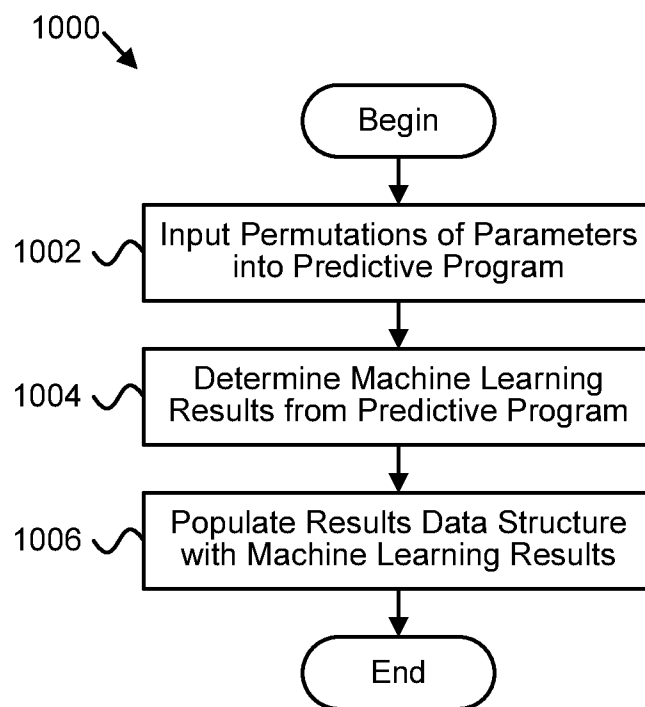 1000
Begin
1002
Input Permutations of Parameters
into Predictive Program
1004
Determine Machine Learning
Results from Predictive Program
1006
Populate Results Data Structure
with Machine Learning Results
End